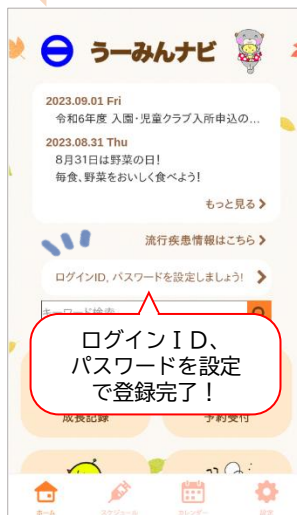 うーみんナビ
2023.09.01 Fri
令和6年度 入園・児童クラブ入所申込の…
2023.08.31 Thu
8月31日は野菜の日!
毎食、野菜をおいしく食べよう!
もっと見る
流行疾患情報はこちら
ログインID, パスワードを設定しましょう!
キーワード検索
ログインＩＤ、
パスワードを設定
で登録完了！
成長記録 予約受付
ホーム スケジュール カレンダー 設定